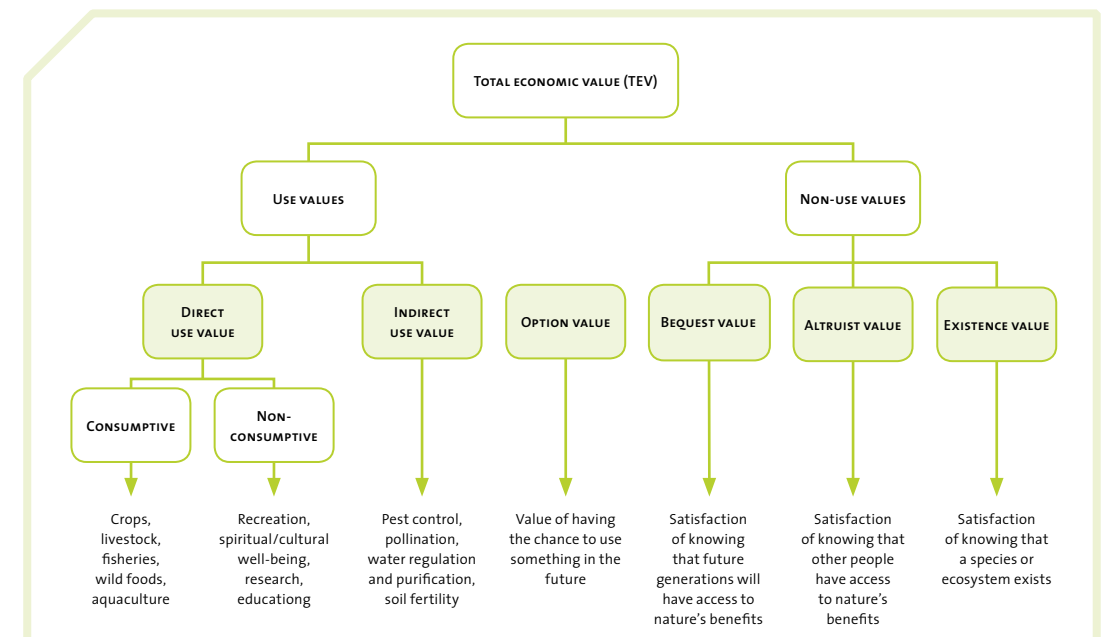 Total economic value (TEV)
Use values
Non-use values
Direct
use value
Indirect
use value
Option value
Bequest value
Altruist value
Existence value
Consumptive
Non-
consumptive
Crops,
livestock,
fisheries,
wild foods,
aquaculture
Recreation,
spiritual/cultural
well-being,
research,
educationg
Pest control,
pollination,
water regulation
and purification,
soil fertility
Value of having
the chance to use
something in the
future
Satisfaction
of knowing
that future
generations will
have access to
nature’s benefits
Satisfaction
of knowing that
other people
have access
to nature’s
benefits
Satisfaction
of knowing that
a species or
ecosystem exists